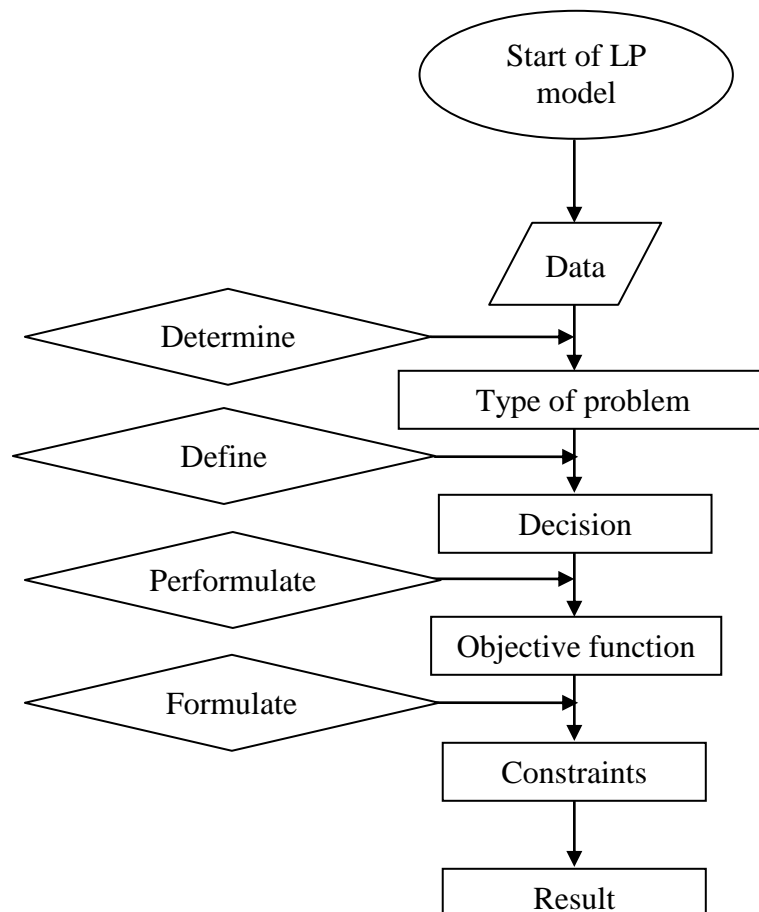 Start of LP
model
Data
Determine
Type of problem
Define
Decision
Performulate
Objective function
Formulate
Constraints
Result